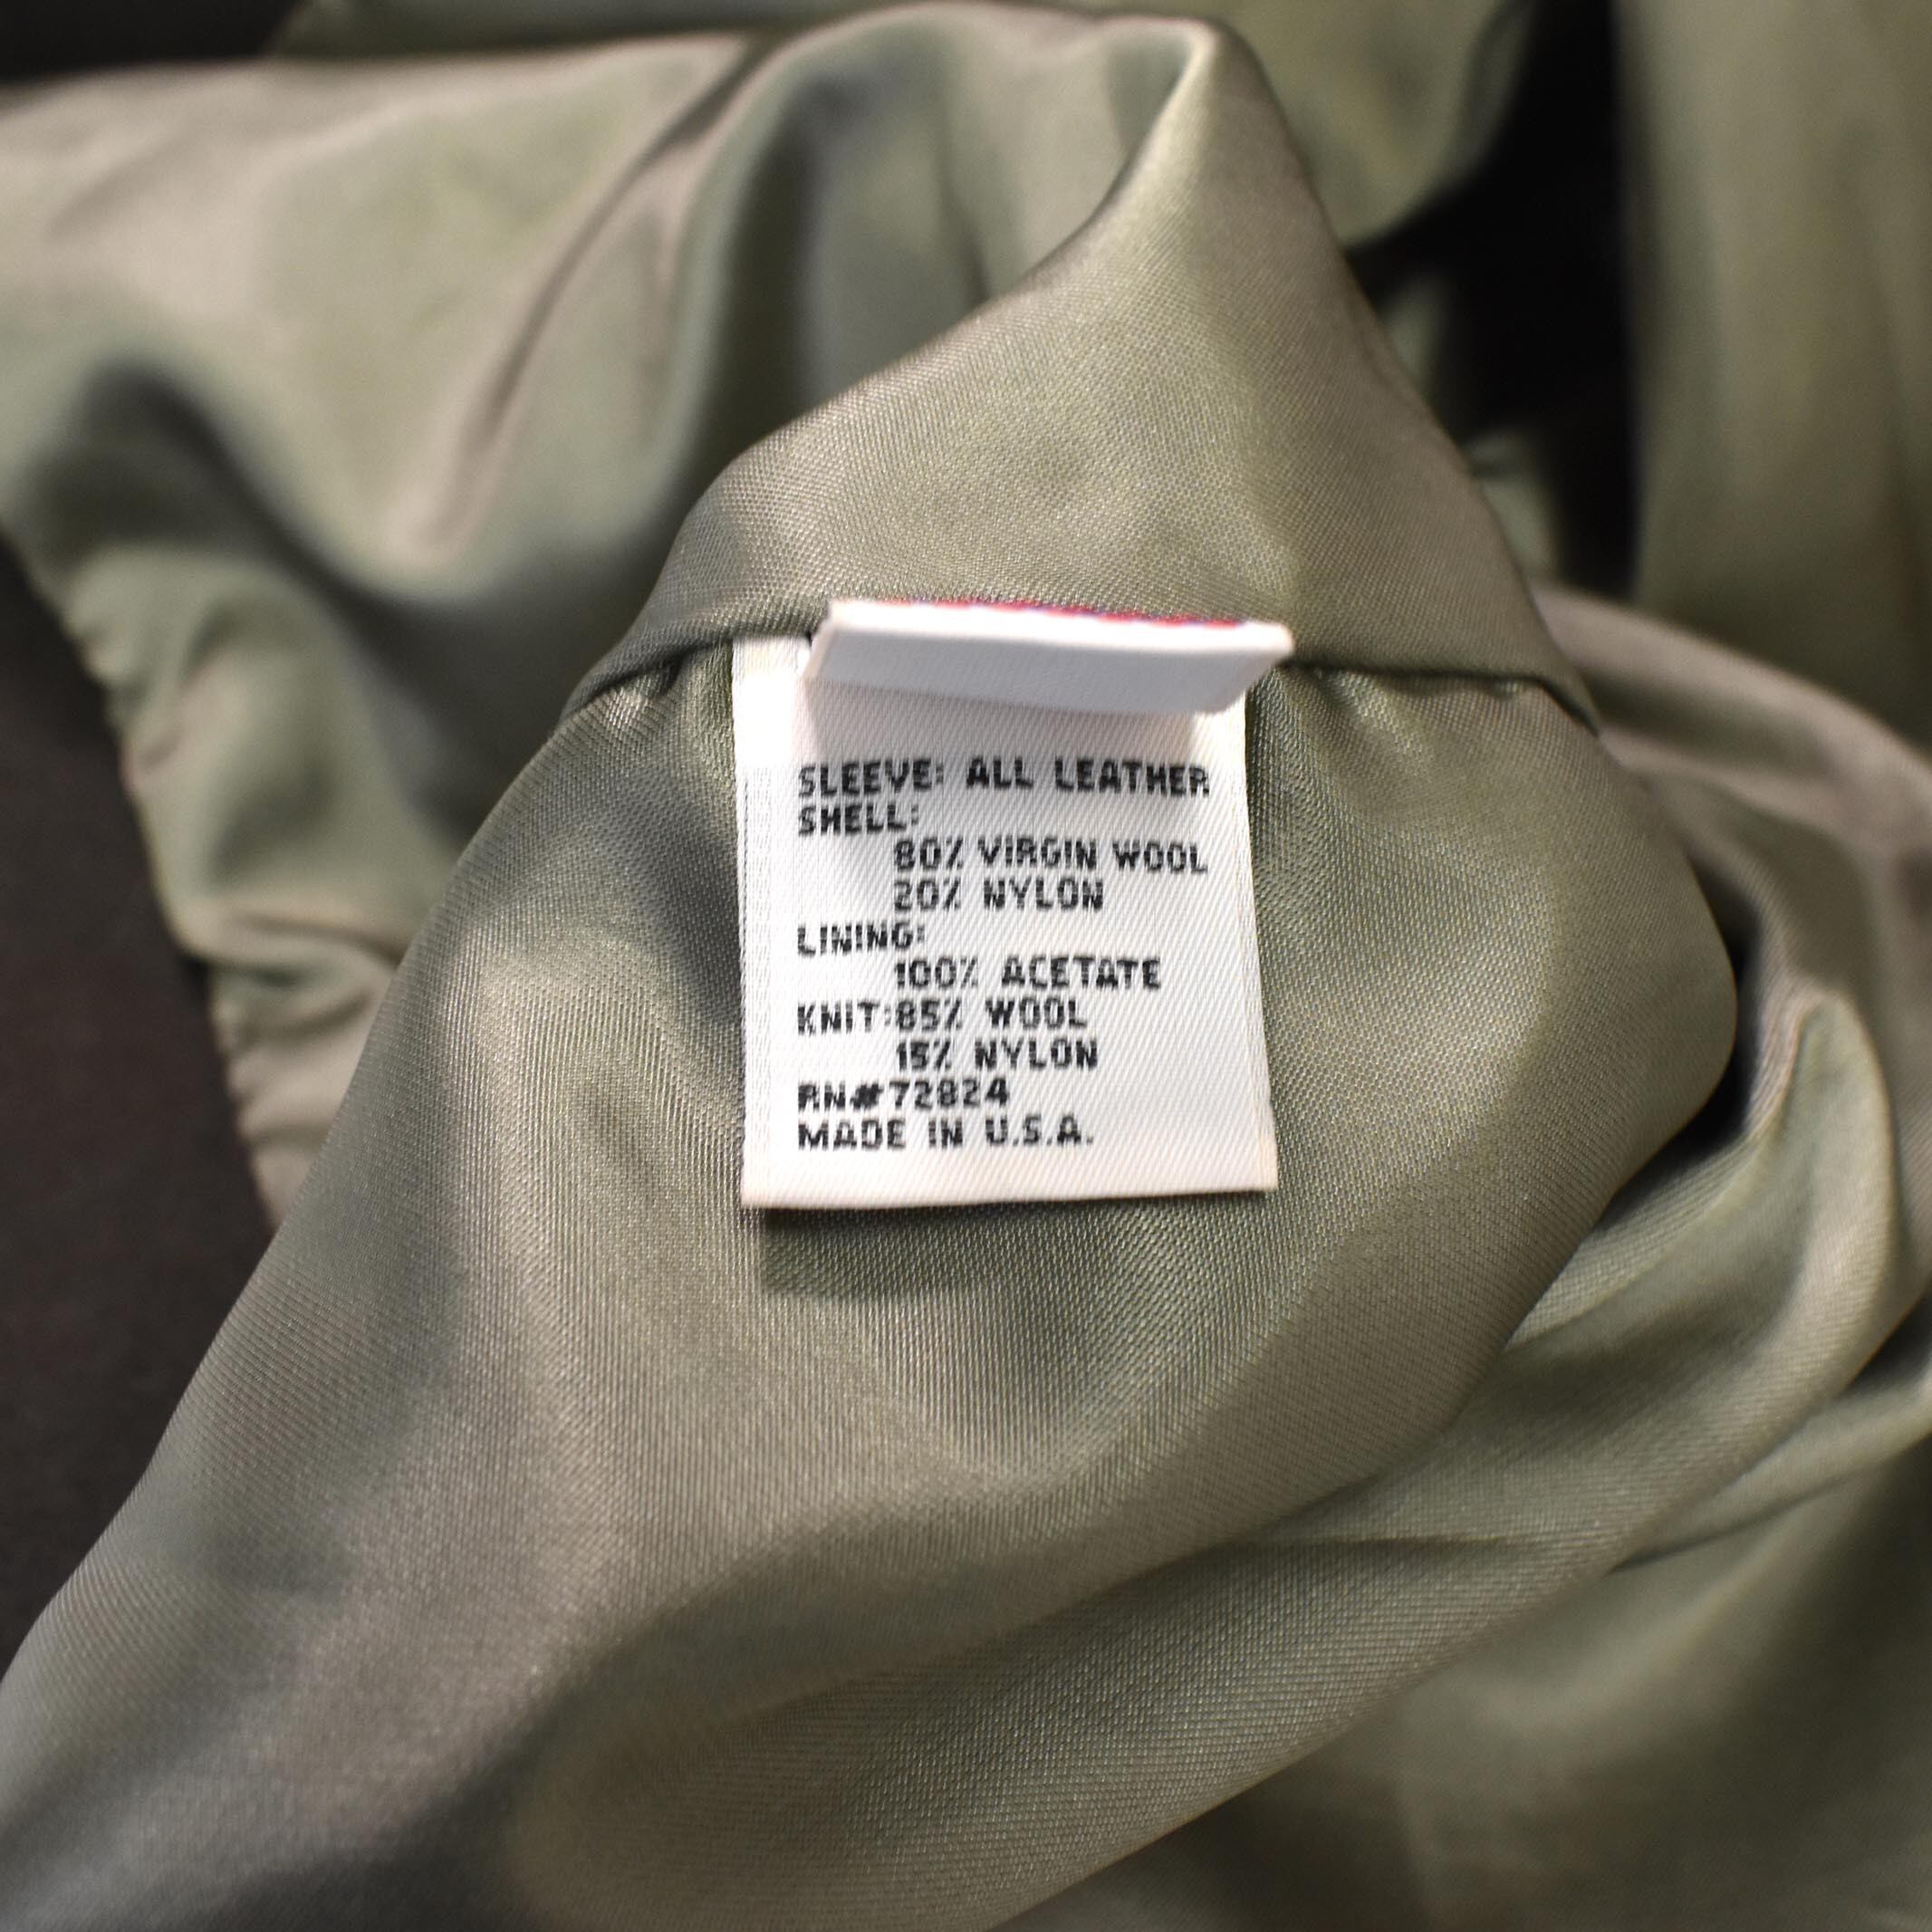 SLEEVE: ALL LEATHER
SHELL:
80% VIRGIN WOOL
20% NYLON
LINING:
100% ACETATE
KNIT:85% WOOL
15% NYLON
RN#72824
MADE IN U.S.A.